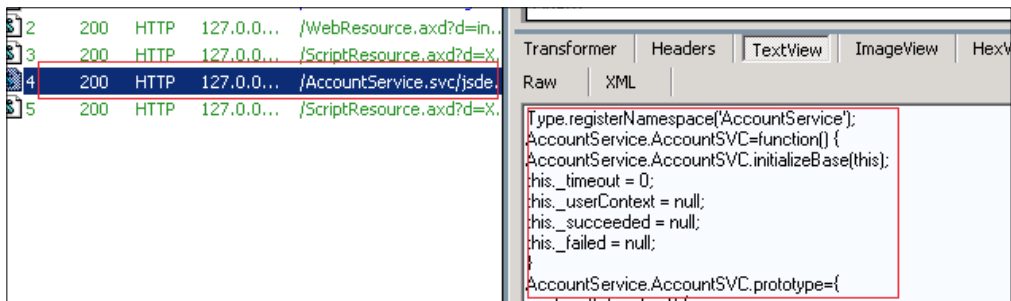 2 200 HTTP 127.0.0... /WebResource.axd?d=in..
3 200 HTTP 127.0.0... /ScriptResource.axd?d=X.
4 200 HTTP 127.0.0... /AccountService.svc/jsde.
5 200 HTTP 127.0.0... /ScriptResource.axd?d=X.
Transformer Headers TextView ImageView HexV
Raw XML
Type.registerNamespace('AccountService');
AccountService.AccountSVC=function() {
AccountService.AccountSVC.initializeBase(this);
this._timeout = 0;
this._userContext = null;
this._succeeded = null;
this._failed = null;
}
AccountService.AccountSVC.prototype={